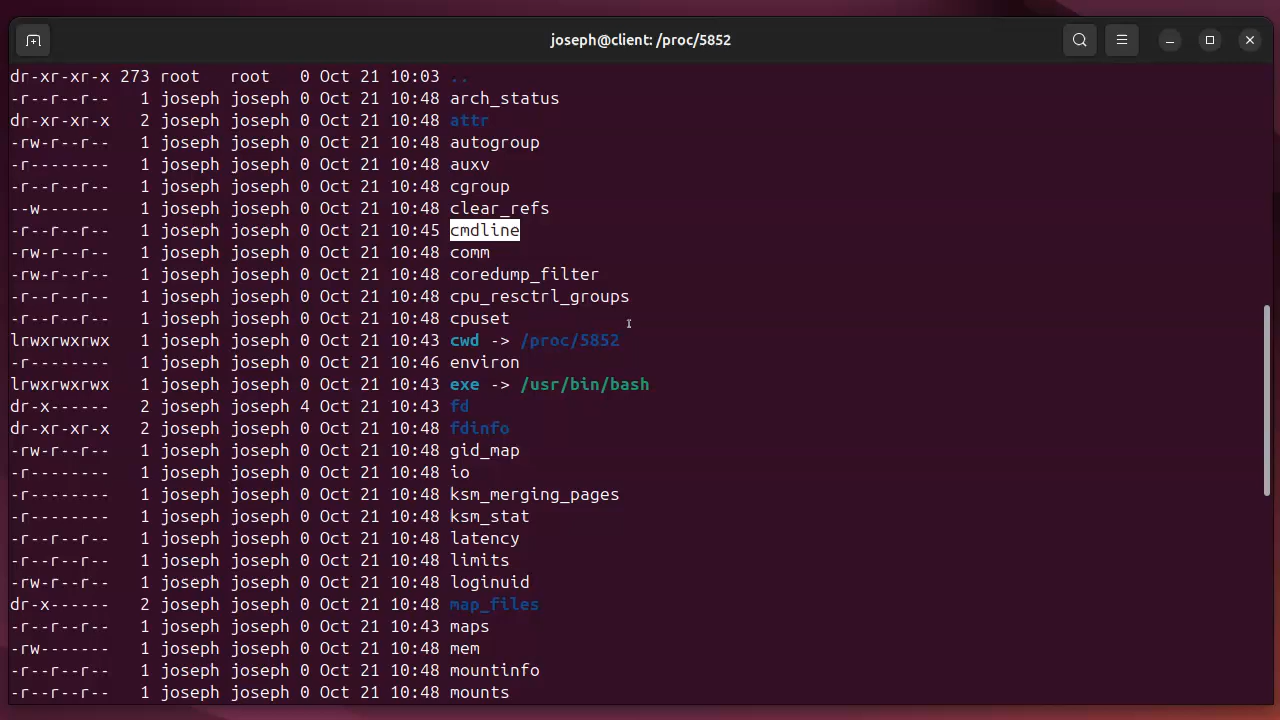 joseph@client: /proc/5852
dr-xr-xr-x 273 root   root   0 Oct 21 10:03 ..
-r--r--r--   1 joseph joseph 0 Oct 21 10:48 arch_status
dr-xr-xr-x   2 joseph joseph 0 Oct 21 10:48 attr
-rw-r--r--   1 joseph joseph 0 Oct 21 10:48 autogroup
-r--------   1 joseph joseph 0 Oct 21 10:48 auxv
-r--r--r--   1 joseph joseph 0 Oct 21 10:48 cgroup
--w-------   1 joseph joseph 0 Oct 21 10:48 clear_refs
-r--r--r--   1 joseph joseph 0 Oct 21 10:45 cmdline
-rw-r--r--   1 joseph joseph 0 Oct 21 10:48 comm
-rw-r--r--   1 joseph joseph 0 Oct 21 10:48 coredump_filter
-r--r--r--   1 joseph joseph 0 Oct 21 10:48 cpu_resctrl_groups
-r--r--r--   1 joseph joseph 0 Oct 21 10:48 cpuset
lrwxrwxrwx   1 joseph joseph 0 Oct 21 10:43 cwd -> /proc/5852
-r--------   1 joseph joseph 0 Oct 21 10:46 environ
lrwxrwxrwx   1 joseph joseph 0 Oct 21 10:43 exe -> /usr/bin/bash
dr-x------   2 joseph joseph 4 Oct 21 10:43 fd
dr-xr-xr-x   2 joseph joseph 0 Oct 21 10:48 fdinfo
-rw-r--r--   1 joseph joseph 0 Oct 21 10:48 gid_map
-r--------   1 joseph joseph 0 Oct 21 10:48 io
-r--------   1 joseph joseph 0 Oct 21 10:48 ksm_merging_pages
-r--------   1 joseph joseph 0 Oct 21 10:48 ksm_stat
-r--r--r--   1 joseph joseph 0 Oct 21 10:48 latency
-r--r--r--   1 joseph joseph 0 Oct 21 10:48 limits
-rw-r--r--   1 joseph joseph 0 Oct 21 10:48 loginuid
dr-x------   2 joseph joseph 0 Oct 21 10:48 map_files
-r--r--r--   1 joseph joseph 0 Oct 21 10:43 maps
-rw-------   1 joseph joseph 0 Oct 21 10:48 mem
-r--r--r--   1 joseph joseph 0 Oct 21 10:48 mountinfo
-r--r--r--   1 joseph joseph 0 Oct 21 10:48 mounts